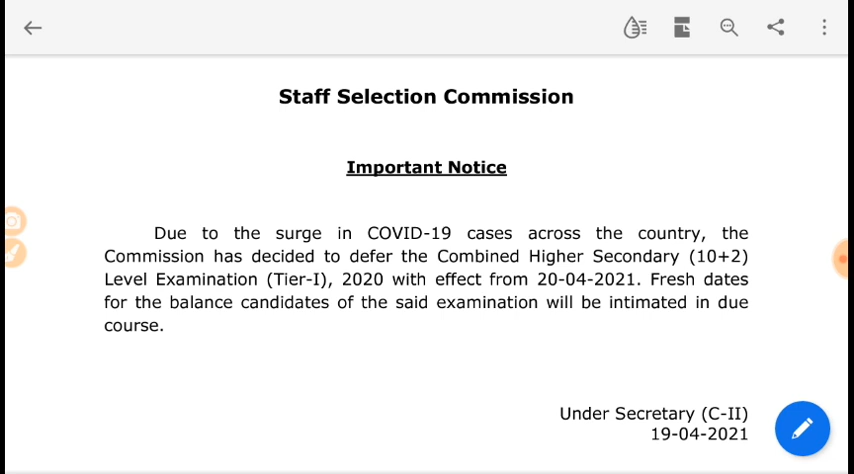 Staff Selection Commission
Important Notice
Due to the surge in COVID-19 cases across the country, the
Commission has decided to defer the Combined Higher Secondary (10+2)
Level Examination (Tier-I), 2020 with effect from 20-04-2021. Fresh dates
for the balance candidates of the said examination will be intimated in due
course.
Under Secretary (C-II)
19-04-2021